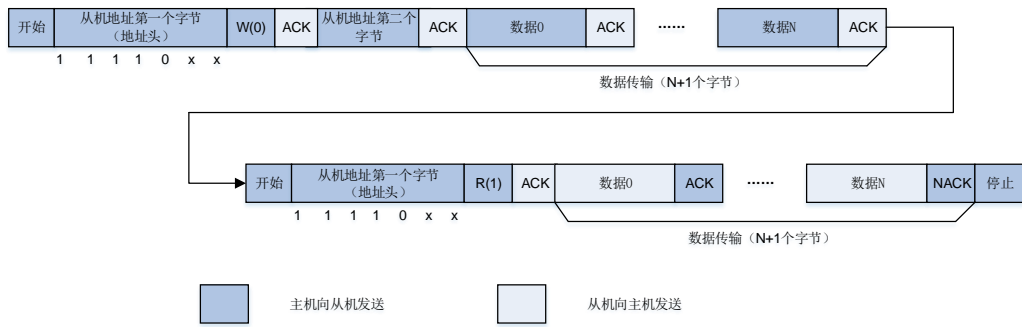 开始 从机地址第一个字节 W(0) ACK 从机地址第二个 ACK 数据0 ACK ...... 数据N ACK
(地址头) 字节
1 1 1 1 0 x x
数据传输(N+1个字节)
开始 从机地址第一个字节 R(1) ACK 数据0 ACK ...... 数据N NACK 停止
(地址头)
1 1 1 1 0 x x
数据传输(N+1个字节)
主机向从机发送 从机向主机发送